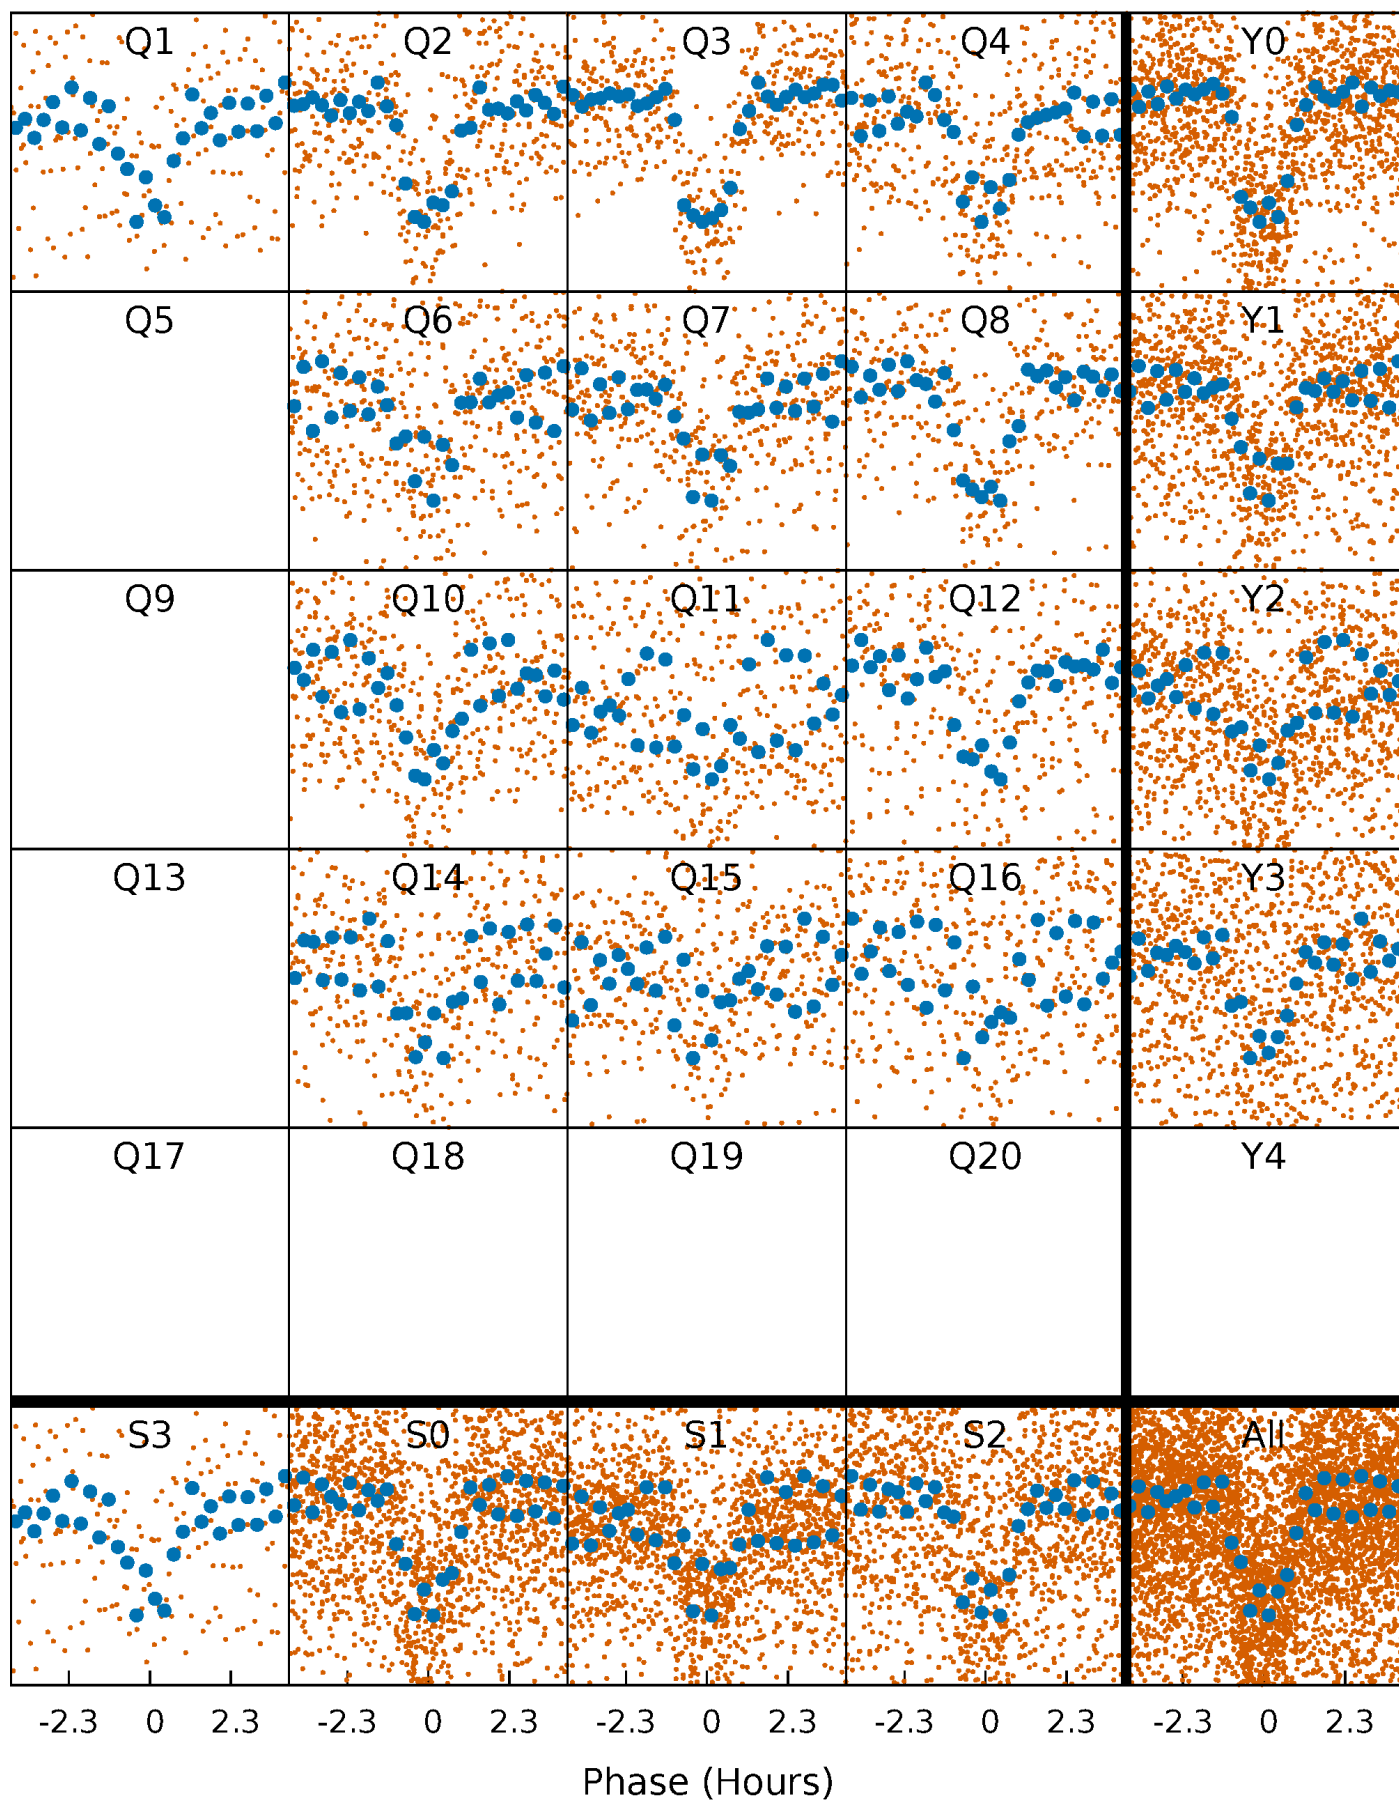 Q1 Q2 Q3 Q4 Y0
Q5 Q6 Q7 Q8 Y1
Q9 Q10 Q11 Q12 Y2
Q13 Q14 Q15 Q16 Y3
Q17 Q18 Q19 Q20 Y4
S3 S0 S1 S2 All
-2.3 0 2.3 -2.3 0 2.3 -2.3 0 2.3 -2.3 0 2.3 -2.3 0 2.3
Phase (Hours)